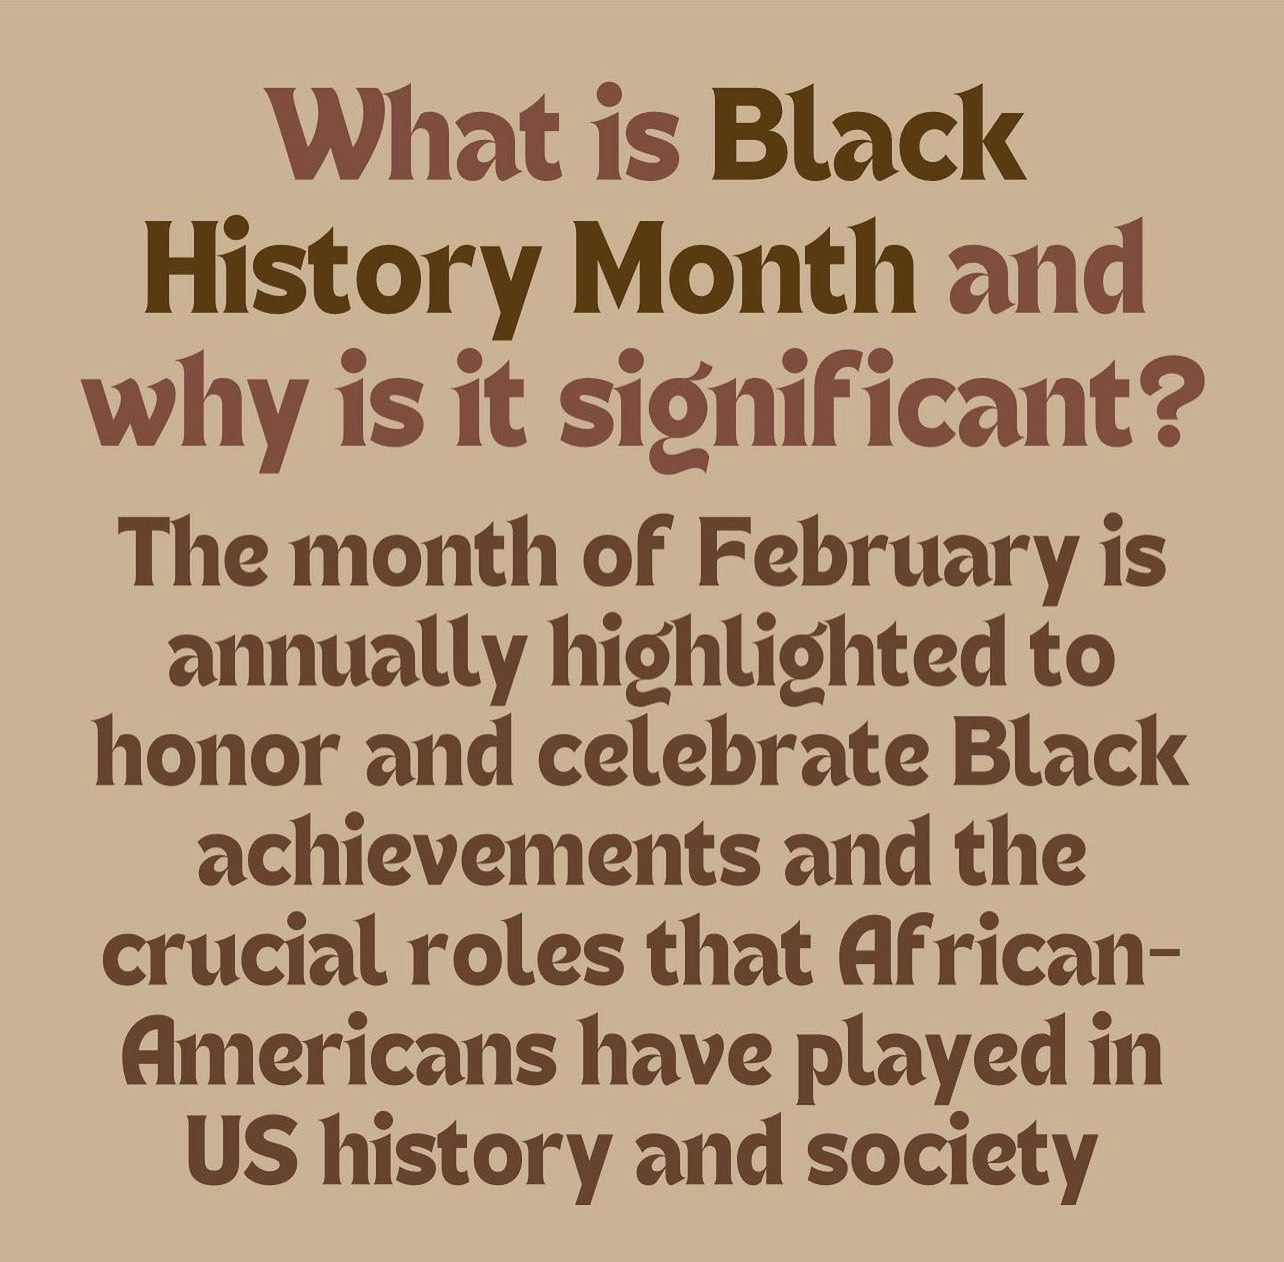 What is Black
History Month and
why is it significant?
The month of February is
annually highlighted to
honor and celebrate Black
achievements and the
crucial roles that African-
Americans have played in
US history and society